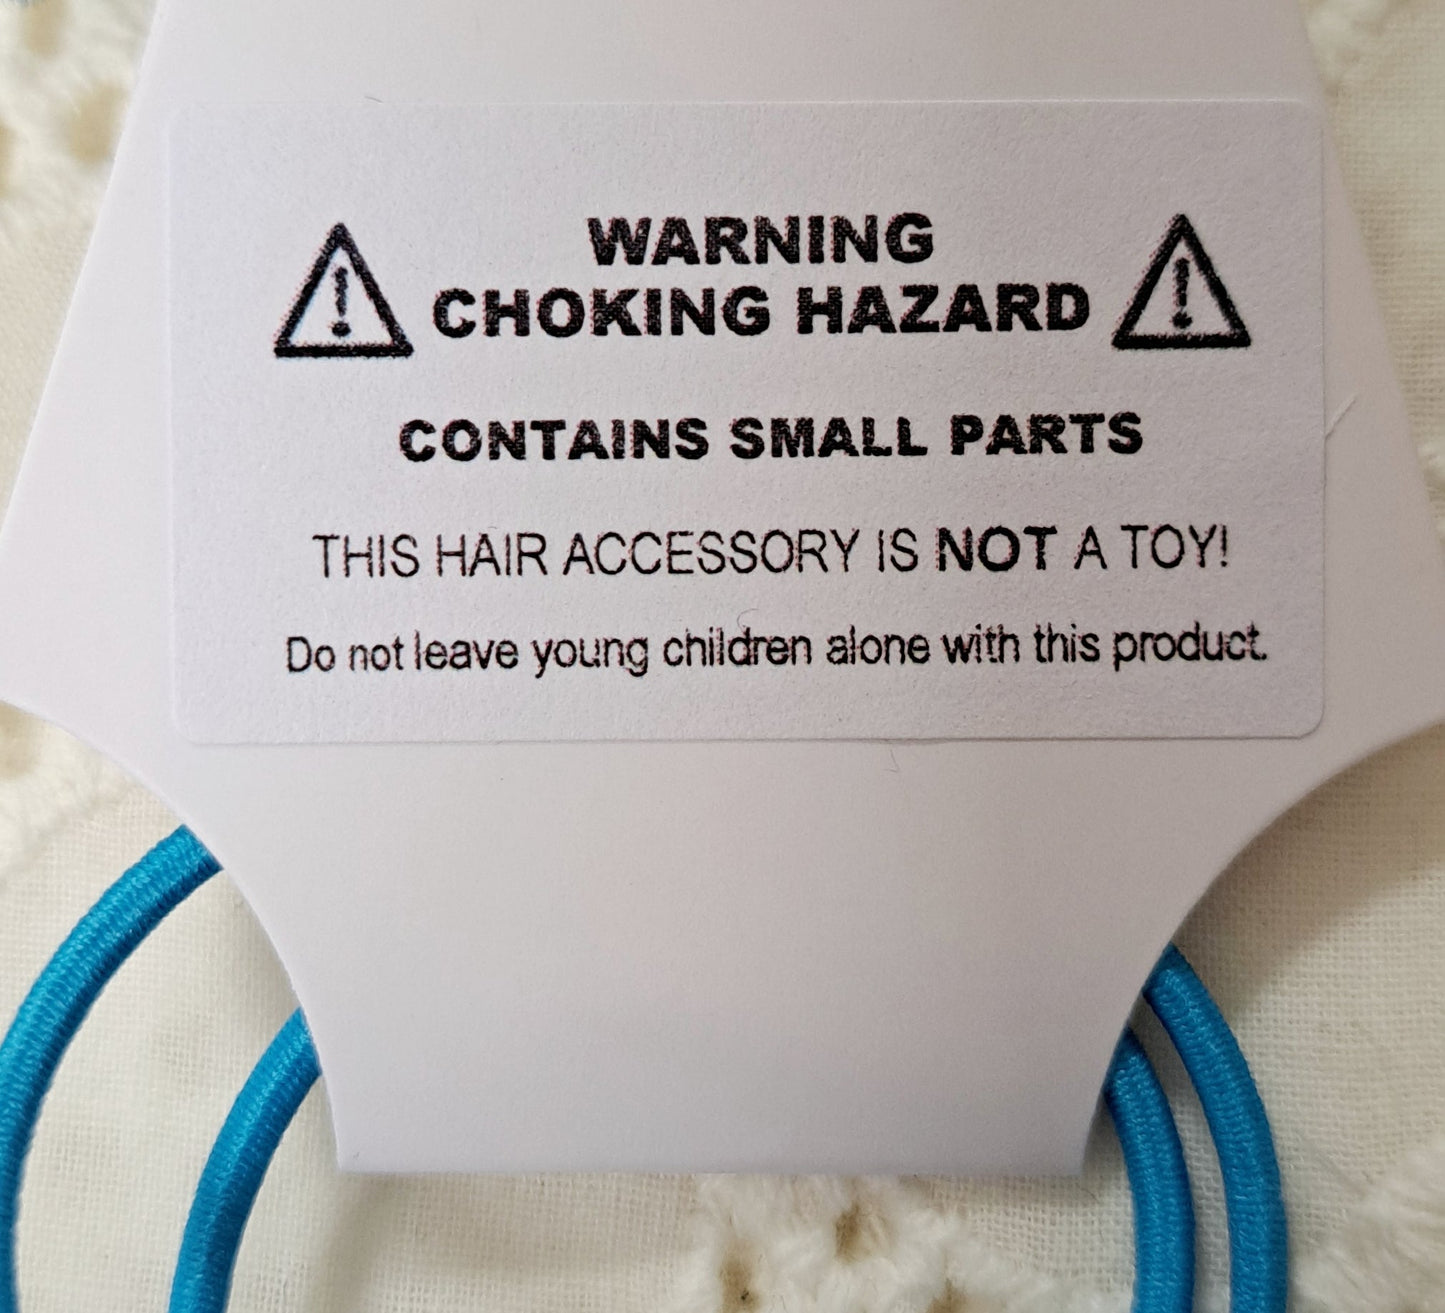 WARNING
CHOKING HAZARD
CONTAINS SMALL PARTS
THIS HAIR ACCESSORY IS NOT A TOY!
Do not leave young children alone with this product.